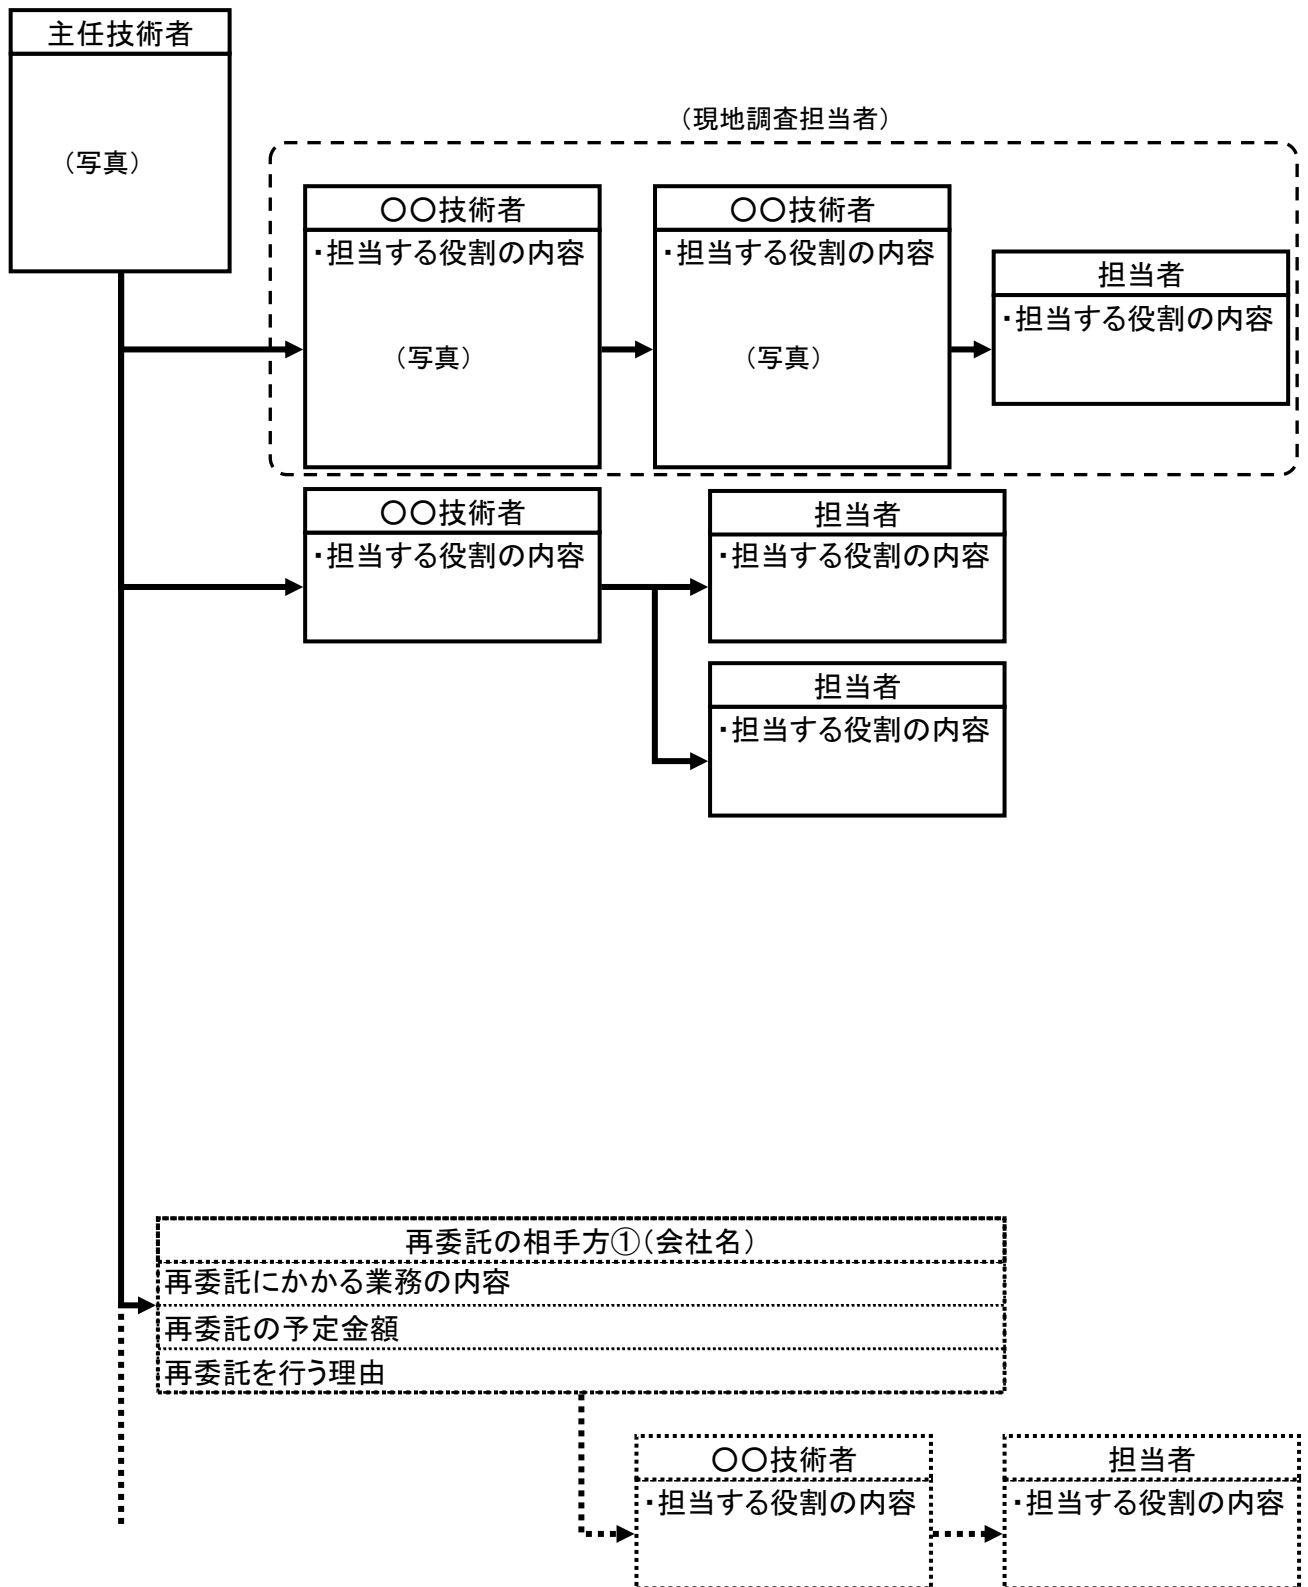 主任技術者
（写真）
（現地調査担当者）
〇〇技術者
・担当する役割の内容
（写真）
〇〇技術者
・担当する役割の内容
（写真）
担当者
・担当する役割の内容
〇〇技術者
・担当する役割の内容
担当者
・担当する役割の内容
担当者
・担当する役割の内容
再委託の相手方①（会社名）
再委託にかかる業務の内容
再委託の予定金額
再委託を行う理由
〇〇技術者
・担当する役割の内容
担当者
・担当する役割の内容